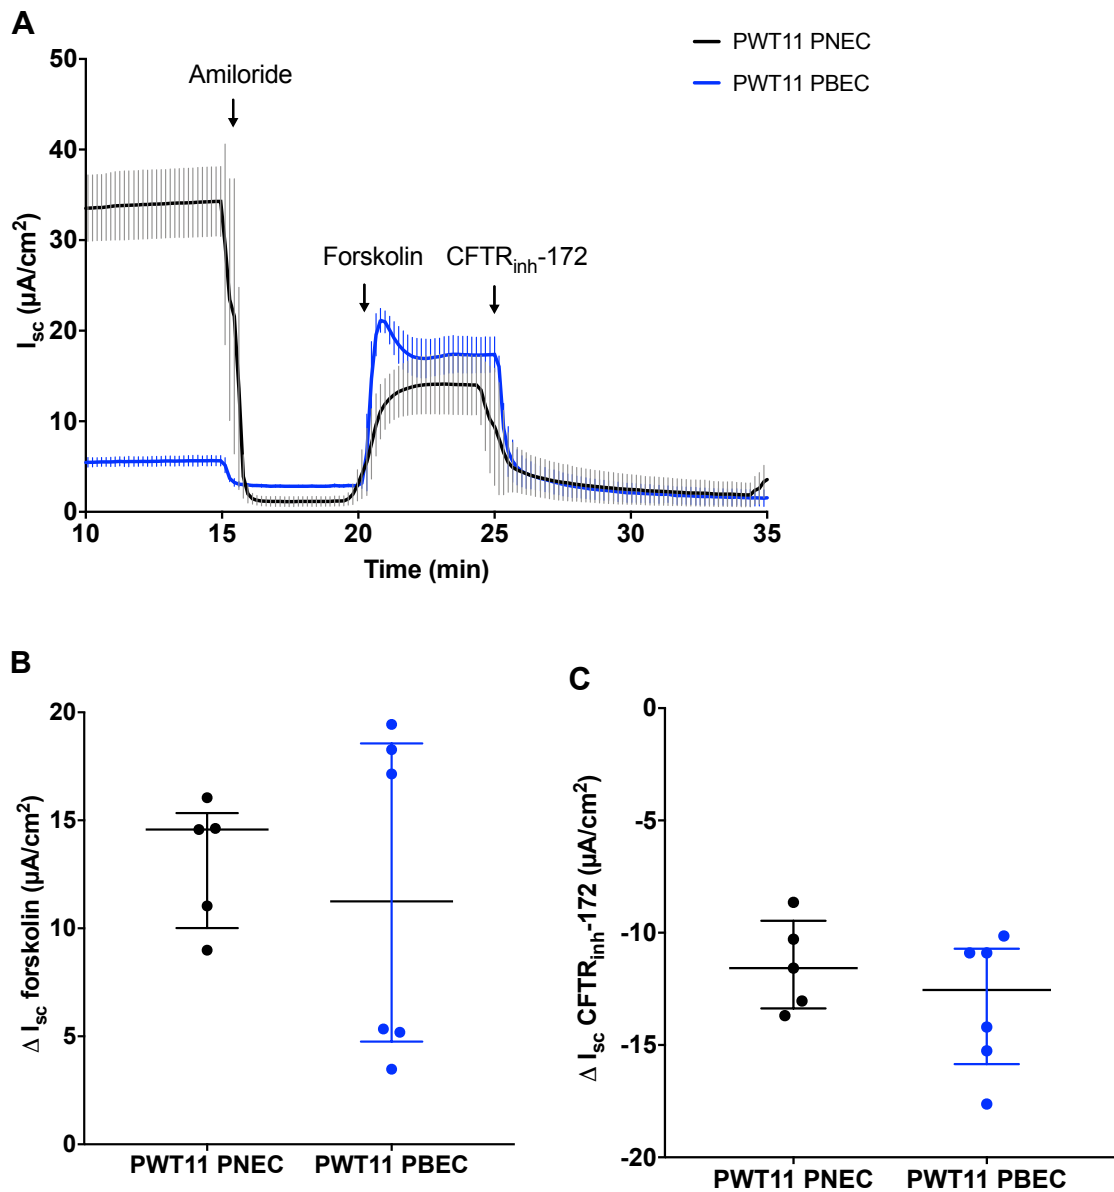 A
PWT11 PNEC
PWT11 PBEC
Amiloride
Forskolin
CFTRinh-172
Isc (µA/cm2)
50
40
30
20
10
0
10
15
20
25
30
35
Time (min)
B
Δ Isc forskolin (µA/cm2)
20
15
10
5
0
PWT11 PNEC
PWT11 PBEC
C
Δ Isc CFTRinh-172 (µA/cm2)
0
-5
-10
-15
-20
PWT11 PNEC
PWT11 PBEC